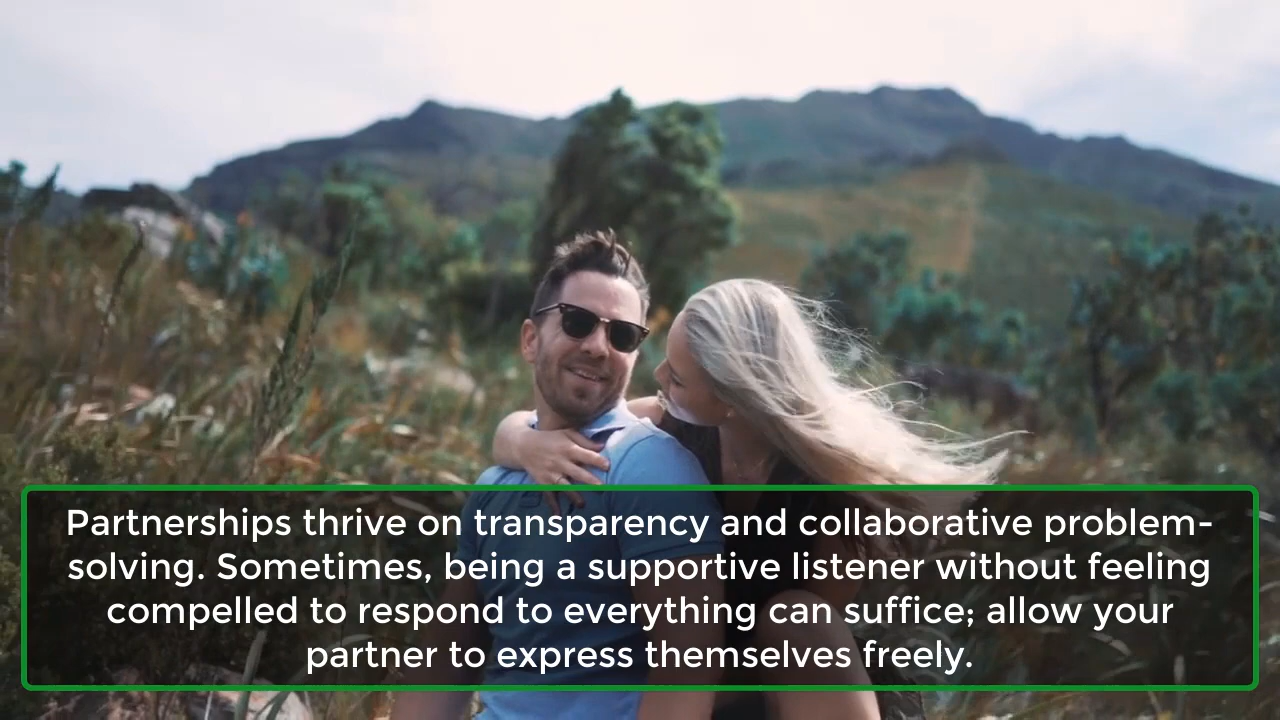 Partnerships thrive on transparency and collaborative problem-
solving. Sometimes, being a supportive listener without feeling
compelled to respond to everything can suffice; allow your
partner to express themselves freely.